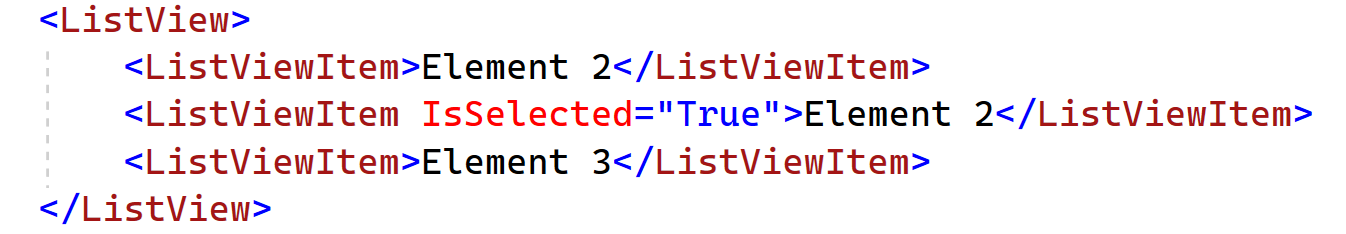 <ListView>
<ListViewItem>Element 2</ListViewItem>
<ListViewItem IsSelected="True">Element 2</ListViewItem>
<ListViewItem>Element 3</ListViewItem>
</ListView>